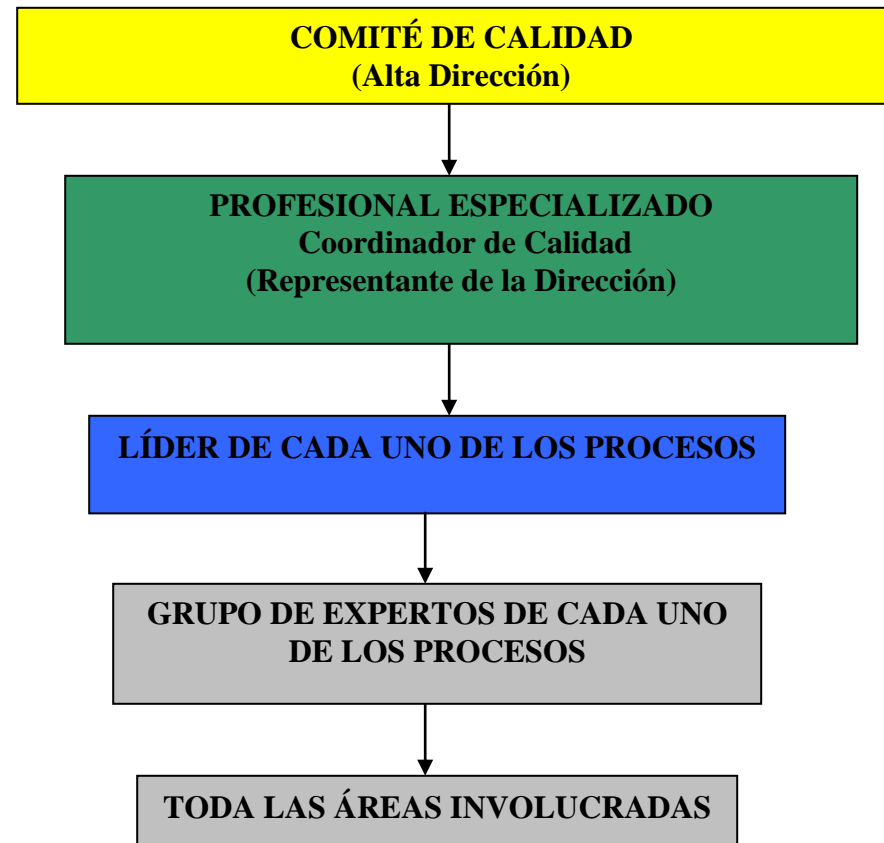 COMITÉ DE CALIDAD
(Alta Dirección)
PROFESIONAL ESPECIALIZADO
Coordinador de Calidad
(Representante de la Dirección)
LÍDER DE CADA UNO DE LOS PROCESOS
GRUPO DE EXPERTOS DE CADA UNO
DE LOS PROCESOS
TODA LAS ÁREAS INVOLUCRADAS